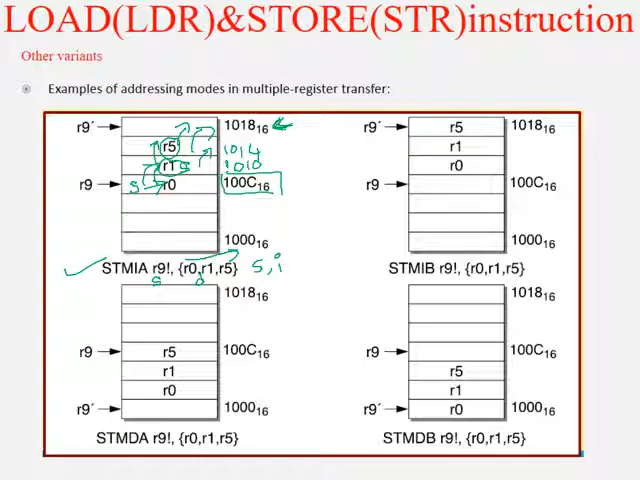 LOAD(LDR)&STORE(STR)instruction
Other variants
Examples of addressing modes in multiple-register transfer:
r9´ 1018₁₆
r5 1014
r1 1010
r9 s r0 100C₁₆
1000₁₆
STMIA r9!, {r0,r1,r5} s, i
s d
r9´ r5 1018₁₆
r1
r0
r9 100C₁₆
1000₁₆
STMIB r9!, {r0,r1,r5}
1018₁₆
r9 r5 100C₁₆
r1
r0
r9´ 1000₁₆
STMDA r9!, {r0,r1,r5}
1018₁₆
r9 100C₁₆
r5
r1
r9´ r0 1000₁₆
STMDB r9!, {r0,r1,r5}